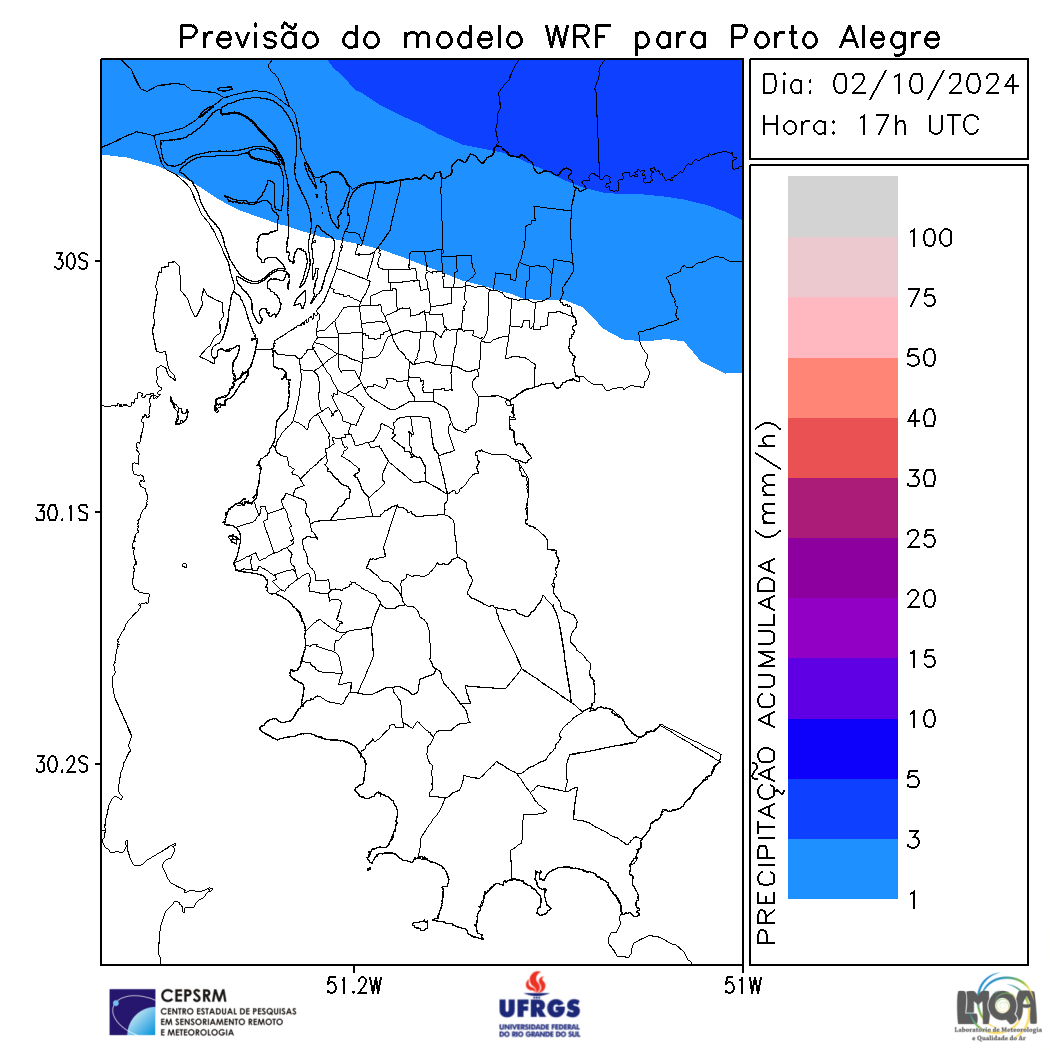 Previsão do modelo WRF para Porto Alegre
Dia: 02/10/2024
Hora: 17h UTC
30S
30.1S
30.2S
51.2W
51W
PRECIPITAÇÃO ACUMULADA (mm/h)
100
75
50
40
30
25
20
15
10
5
3
1
CEPSRM
CENTRO ESTADUAL DE PESQUISAS
EM SENSORIAMENTO REMOTO
E METEOROLOGIA
UFRGS
UNIVERSIDADE FEDERAL
DO RIO GRANDE DO SUL
LMQA
Laboratório de Meteorologia
e Qualidade do Ar